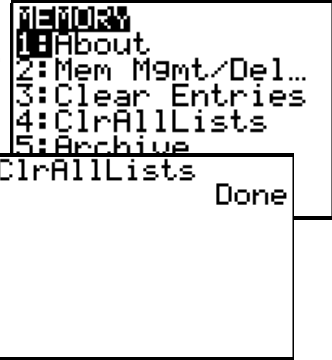 MEMORY
1:About
2:Mem Mgmt/Del…
3:Clear Entries
4:ClrAllLists
5:Archive
ClrAllLists
Done